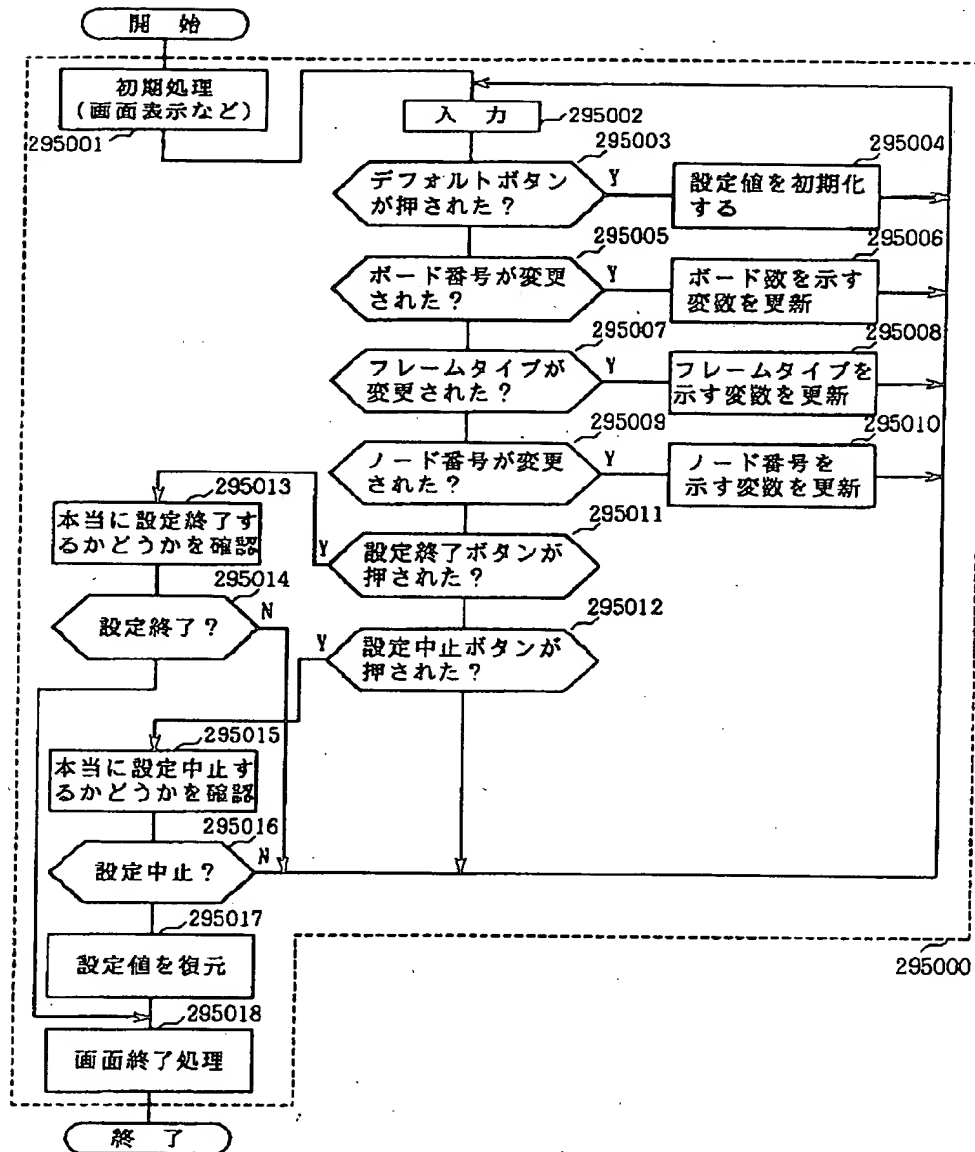 開 始
初期処理
(画面表示など)
295001
入 力
295002
295003
デフォルトボタン
が押された?
Y
295004
設定値を初期化
する
295005
ボード番号が変更
された?
Y
295006
ボード数を示す
変数を更新
295007
フレームタイプが
変更された?
Y
295008
フレームタイプを
示す変数を更新
295009
ノード番号が変更
された?
Y
295010
ノード番号を
示す変数を更新
295011
設定終了ボタンが
押された?
Y
295013
本当に設定終了す
るかどうかを確認
295014
設定終了?
N
295012
設定中止ボタンが
押された?
Y
295015
本当に設定中止す
るかどうかを確認
295016
設定中止?
N
295017
設定値を復元
295018
画面終了処理
295000
終 了